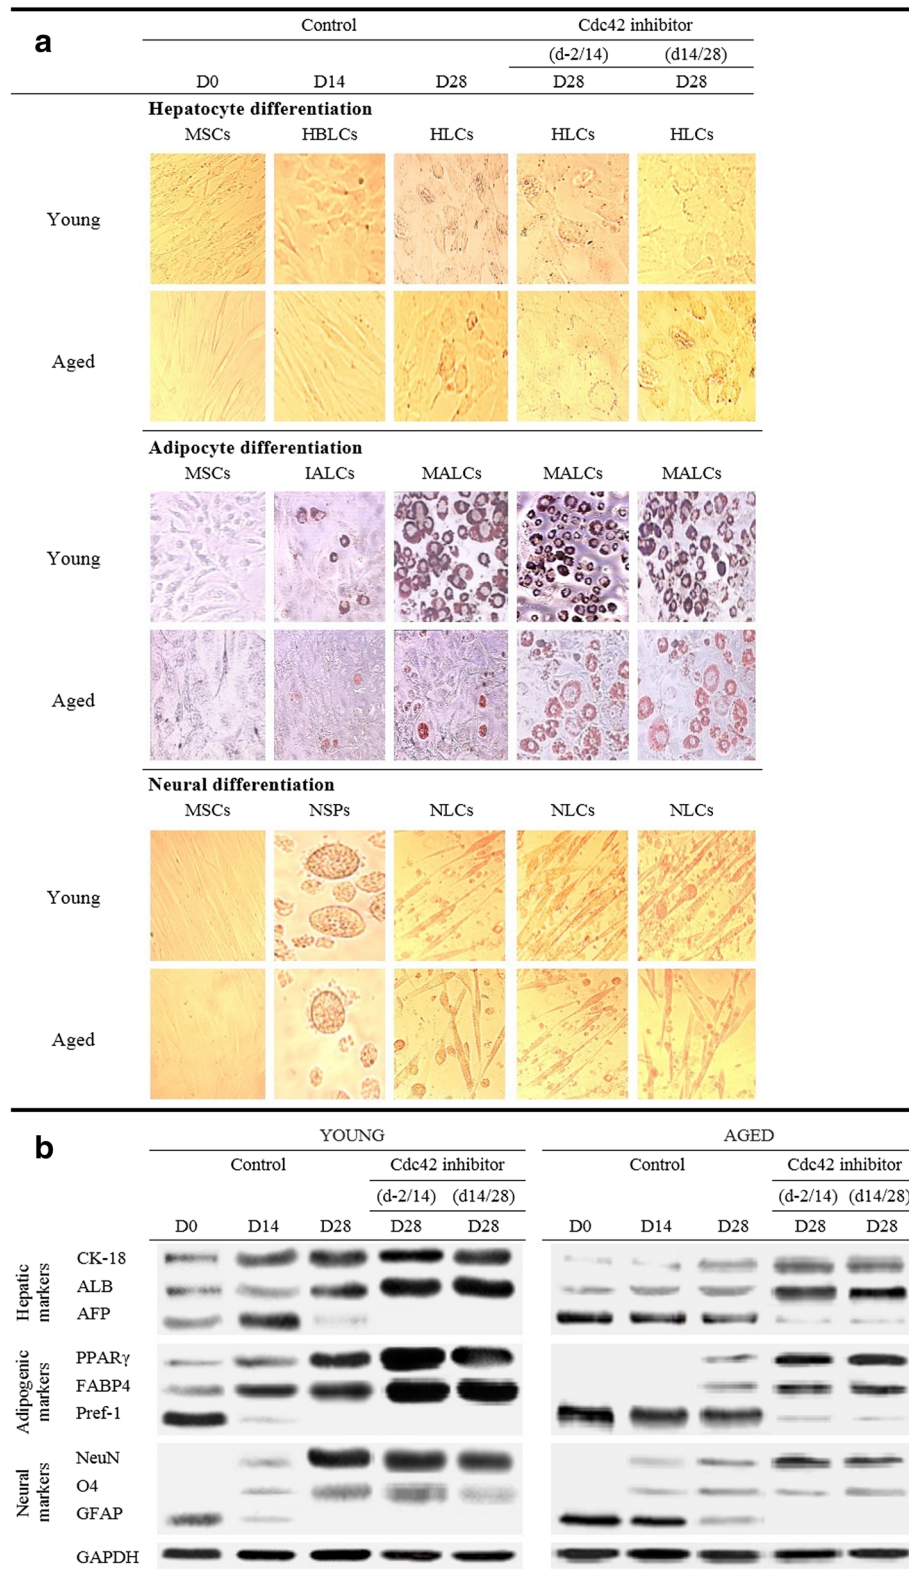 a
Control Cdc42 inhibitor
(d-2/14) (d14/28)
D0 D14 D28 D28 D28
Hepatocyte differentiation
MSCs HBLCs HLCs HLCs HLCs
Young
Aged
Adipocyte differentiation
MSCs IALCs MALCs MALCs MALCs
Young
Aged
Neural differentiation
MSCs NSPs NLCs NLCs NLCs
Young
Aged
b
YOUNG AGED
Control Cdc42 inhibitor Control Cdc42 inhibitor
(d-2/14) (d14/28) (d-2/14) (d14/28)
D0 D14 D28 D28 D28 D0 D14 D28 D28 D28
Hepatic markers
CK-18
ALB
AFP
Adipogenic markers
PPARγ
FABP4
Pref-1
Neural markers
NeuN
O4
GFAP
GAPDH